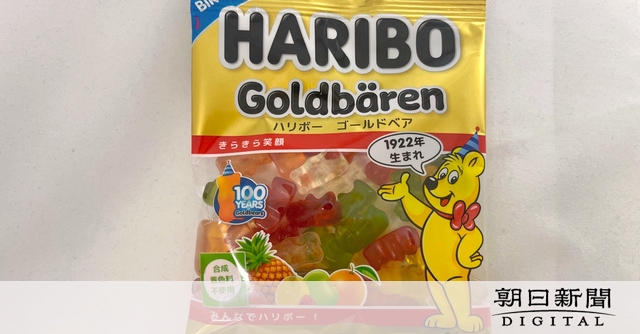 HARIBO
Goldbären
ハリボー ゴールドベア
きらきら笑顔
1922年
生まれ
100
YEARS
Goldbears
合成
着色料
不使用
みんなでハリボー！
朝日新聞
DIGITAL